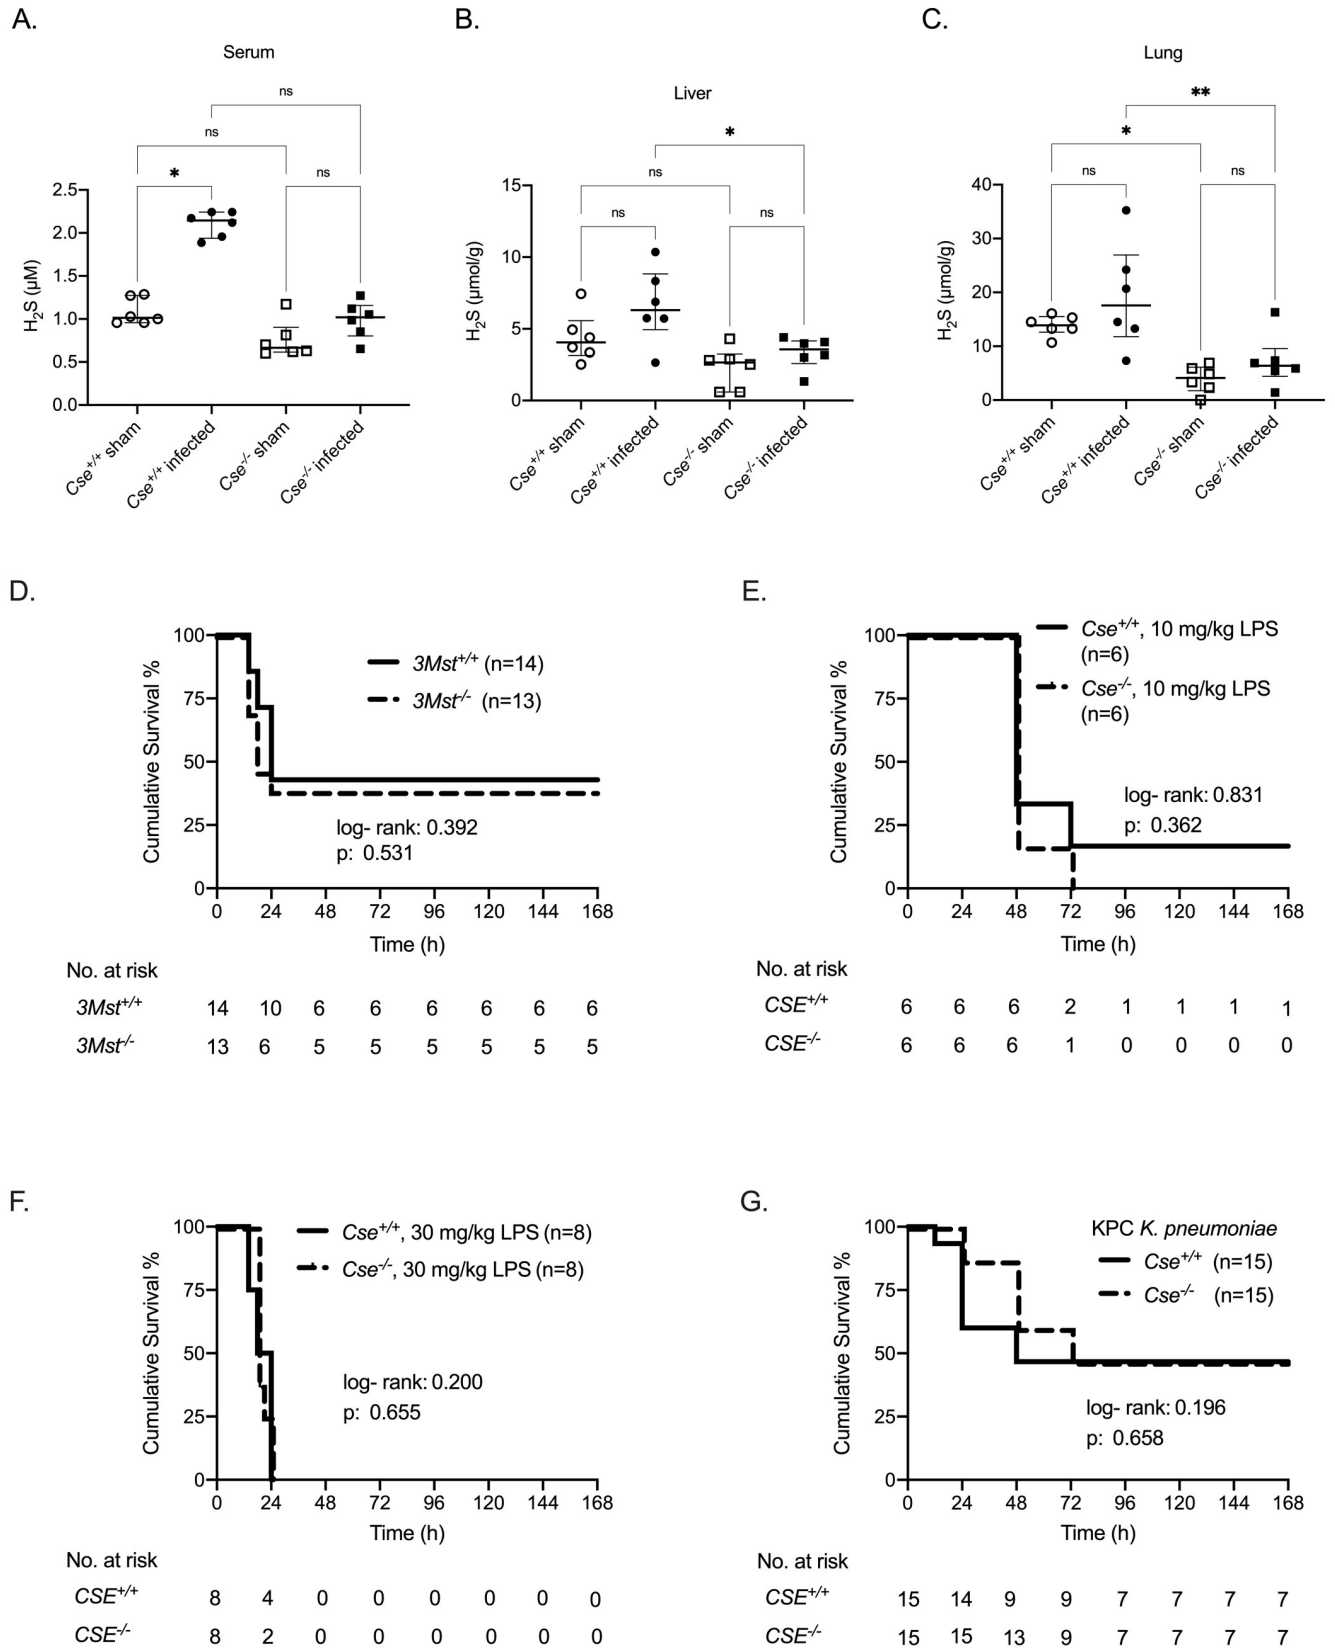 A.
B.
C.
Serum
Liver
Lung
ns
ns
*
ns
H2S (µM)
2.5
2.0
1.5
1.0
0.5
0.0
Cse+/+ sham
Cse+/+ infected
Cse-/- sham
Cse-/- infected
*
ns
ns
ns
H2S (µmol/g)
15
10
5
0
Cse+/+ sham
Cse+/+ infected
Cse-/- sham
Cse-/- infected
**
*
ns
ns
H2S (µmol/g)
40
30
20
10
0
Cse+/+ sham
Cse+/+ infected
Cse-/- sham
Cse-/- infected
D.
Cumulative Survival %
100
75
50
25
0
3Mst+/+ (n=14)
3Mst-/- (n=13)
log- rank: 0.392
p: 0.531
0 24 48 72 96 120 144 168
Time (h)
No. at risk
3Mst+/+ 14 10 6 6 6 6 6 6
3Mst-/- 13 6 5 5 5 5 5 5
E.
Cumulative Survival %
100
75
50
25
0
Cse+/+, 10 mg/kg LPS
(n=6)
Cse-/-, 10 mg/kg LPS
(n=6)
log- rank: 0.831
p: 0.362
0 24 48 72 96 120 144 168
Time (h)
No. at risk
CSE+/+ 6 6 6 2 1 1 1 1
CSE-/- 6 6 6 1 0 0 0 0
F.
Cumulative Survival %
100
75
50
25
0
Cse+/+, 30 mg/kg LPS (n=8)
Cse-/-, 30 mg/kg LPS (n=8)
log- rank: 0.200
p: 0.655
0 24 48 72 96 120 144 168
Time (h)
No. at risk
CSE+/+ 8 4 0 0 0 0 0 0
CSE-/- 8 2 0 0 0 0 0 0
G.
Cumulative Survival %
100
75
50
25
0
KPC K. pneumoniae
Cse+/+ (n=15)
Cse-/- (n=15)
log- rank: 0.196
p: 0.658
0 24 48 72 96 120 144 168
Time (h)
No. at risk
CSE+/+ 15 14 9 9 7 7 7 7
CSE-/- 15 15 13 9 7 7 7 7